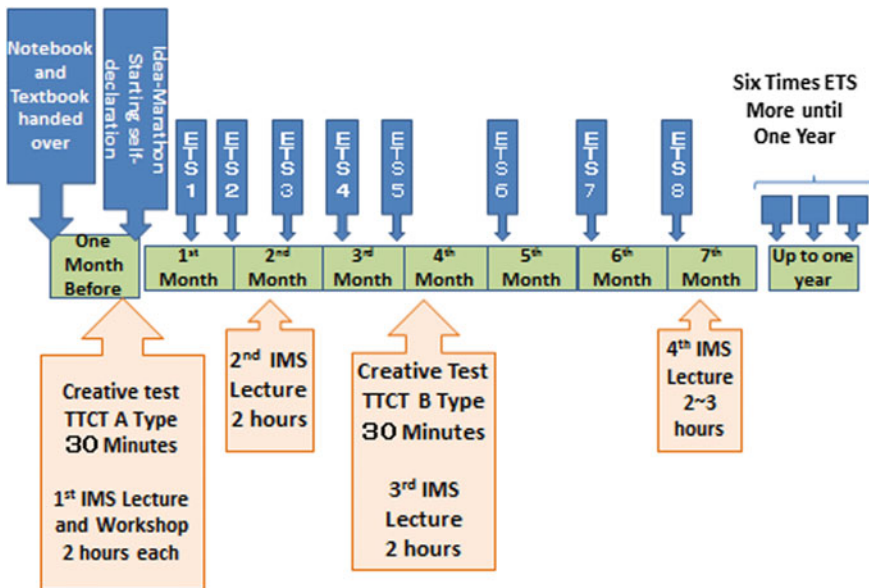 Notebook
and
Textbook
handed
over
Idea-Marathon
Starting self-
declaration
ETS 1
ETS 2
ETS 3
ETS 4
ETS 5
ETS 6
ETS 7
ETS 8
Six Times ETS
More until
One Year
One
Month
Before
1st
Month
2nd
Month
3rd
Month
4th
Month
5th
Month
6th
Month
7th
Month
Up to one
year
Creative test
TTCT A Type
30 Minutes
1st IMS Lecture
and Workshop
2 hours each
2nd IMS
Lecture
2 hours
Creative Test
TTCT B Type
30 Minutes
3rd IMS
Lecture
2 hours
4th IMS
Lecture
2~3
hours